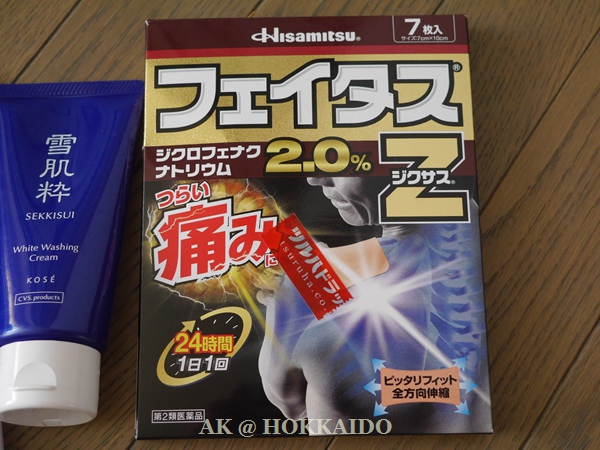 雪肌粋
SEKKISUI
White Washing
Cream
KOSÉ
CVS. products
HISAMITSU®
7枚入
サイズ:7cm×10cm
フェイタス®
Z
ジクサス®
ジクロフェナク
ナトリウム
2.0%
つらい
痛みに
ツルハドラッ
tsuruha.co.
24時間
1日1回
ピッタリフィット
全方向伸縮
第2類医薬品
AK @ HOKKAIDO